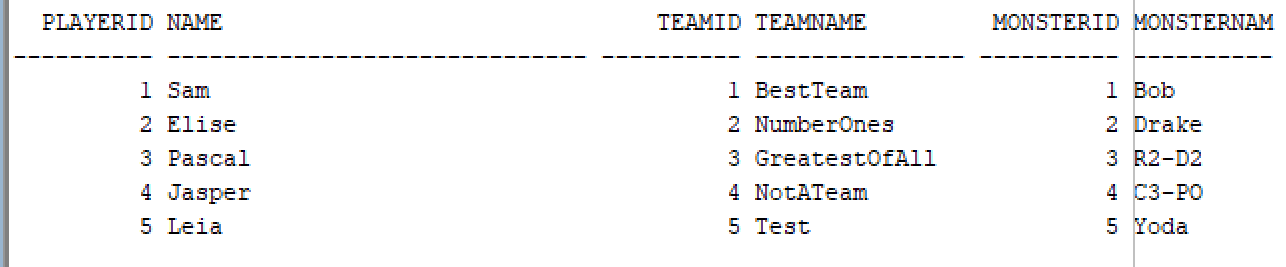 PLAYERID NAME TEAMID TEAMNAME MONSTERID MONSTERNAM
---------- ------------------------------ ---------- --------------- ---------- ----------
1 Sam 1 BestTeam 1 Bob
2 Elise 2 NumberOnes 2 Drake
3 Pascal 3 GreatestOfAll 3 R2-D2
4 Jasper 4 NotATeam 4 C3-PO
5 Leia 5 Test 5 Yoda